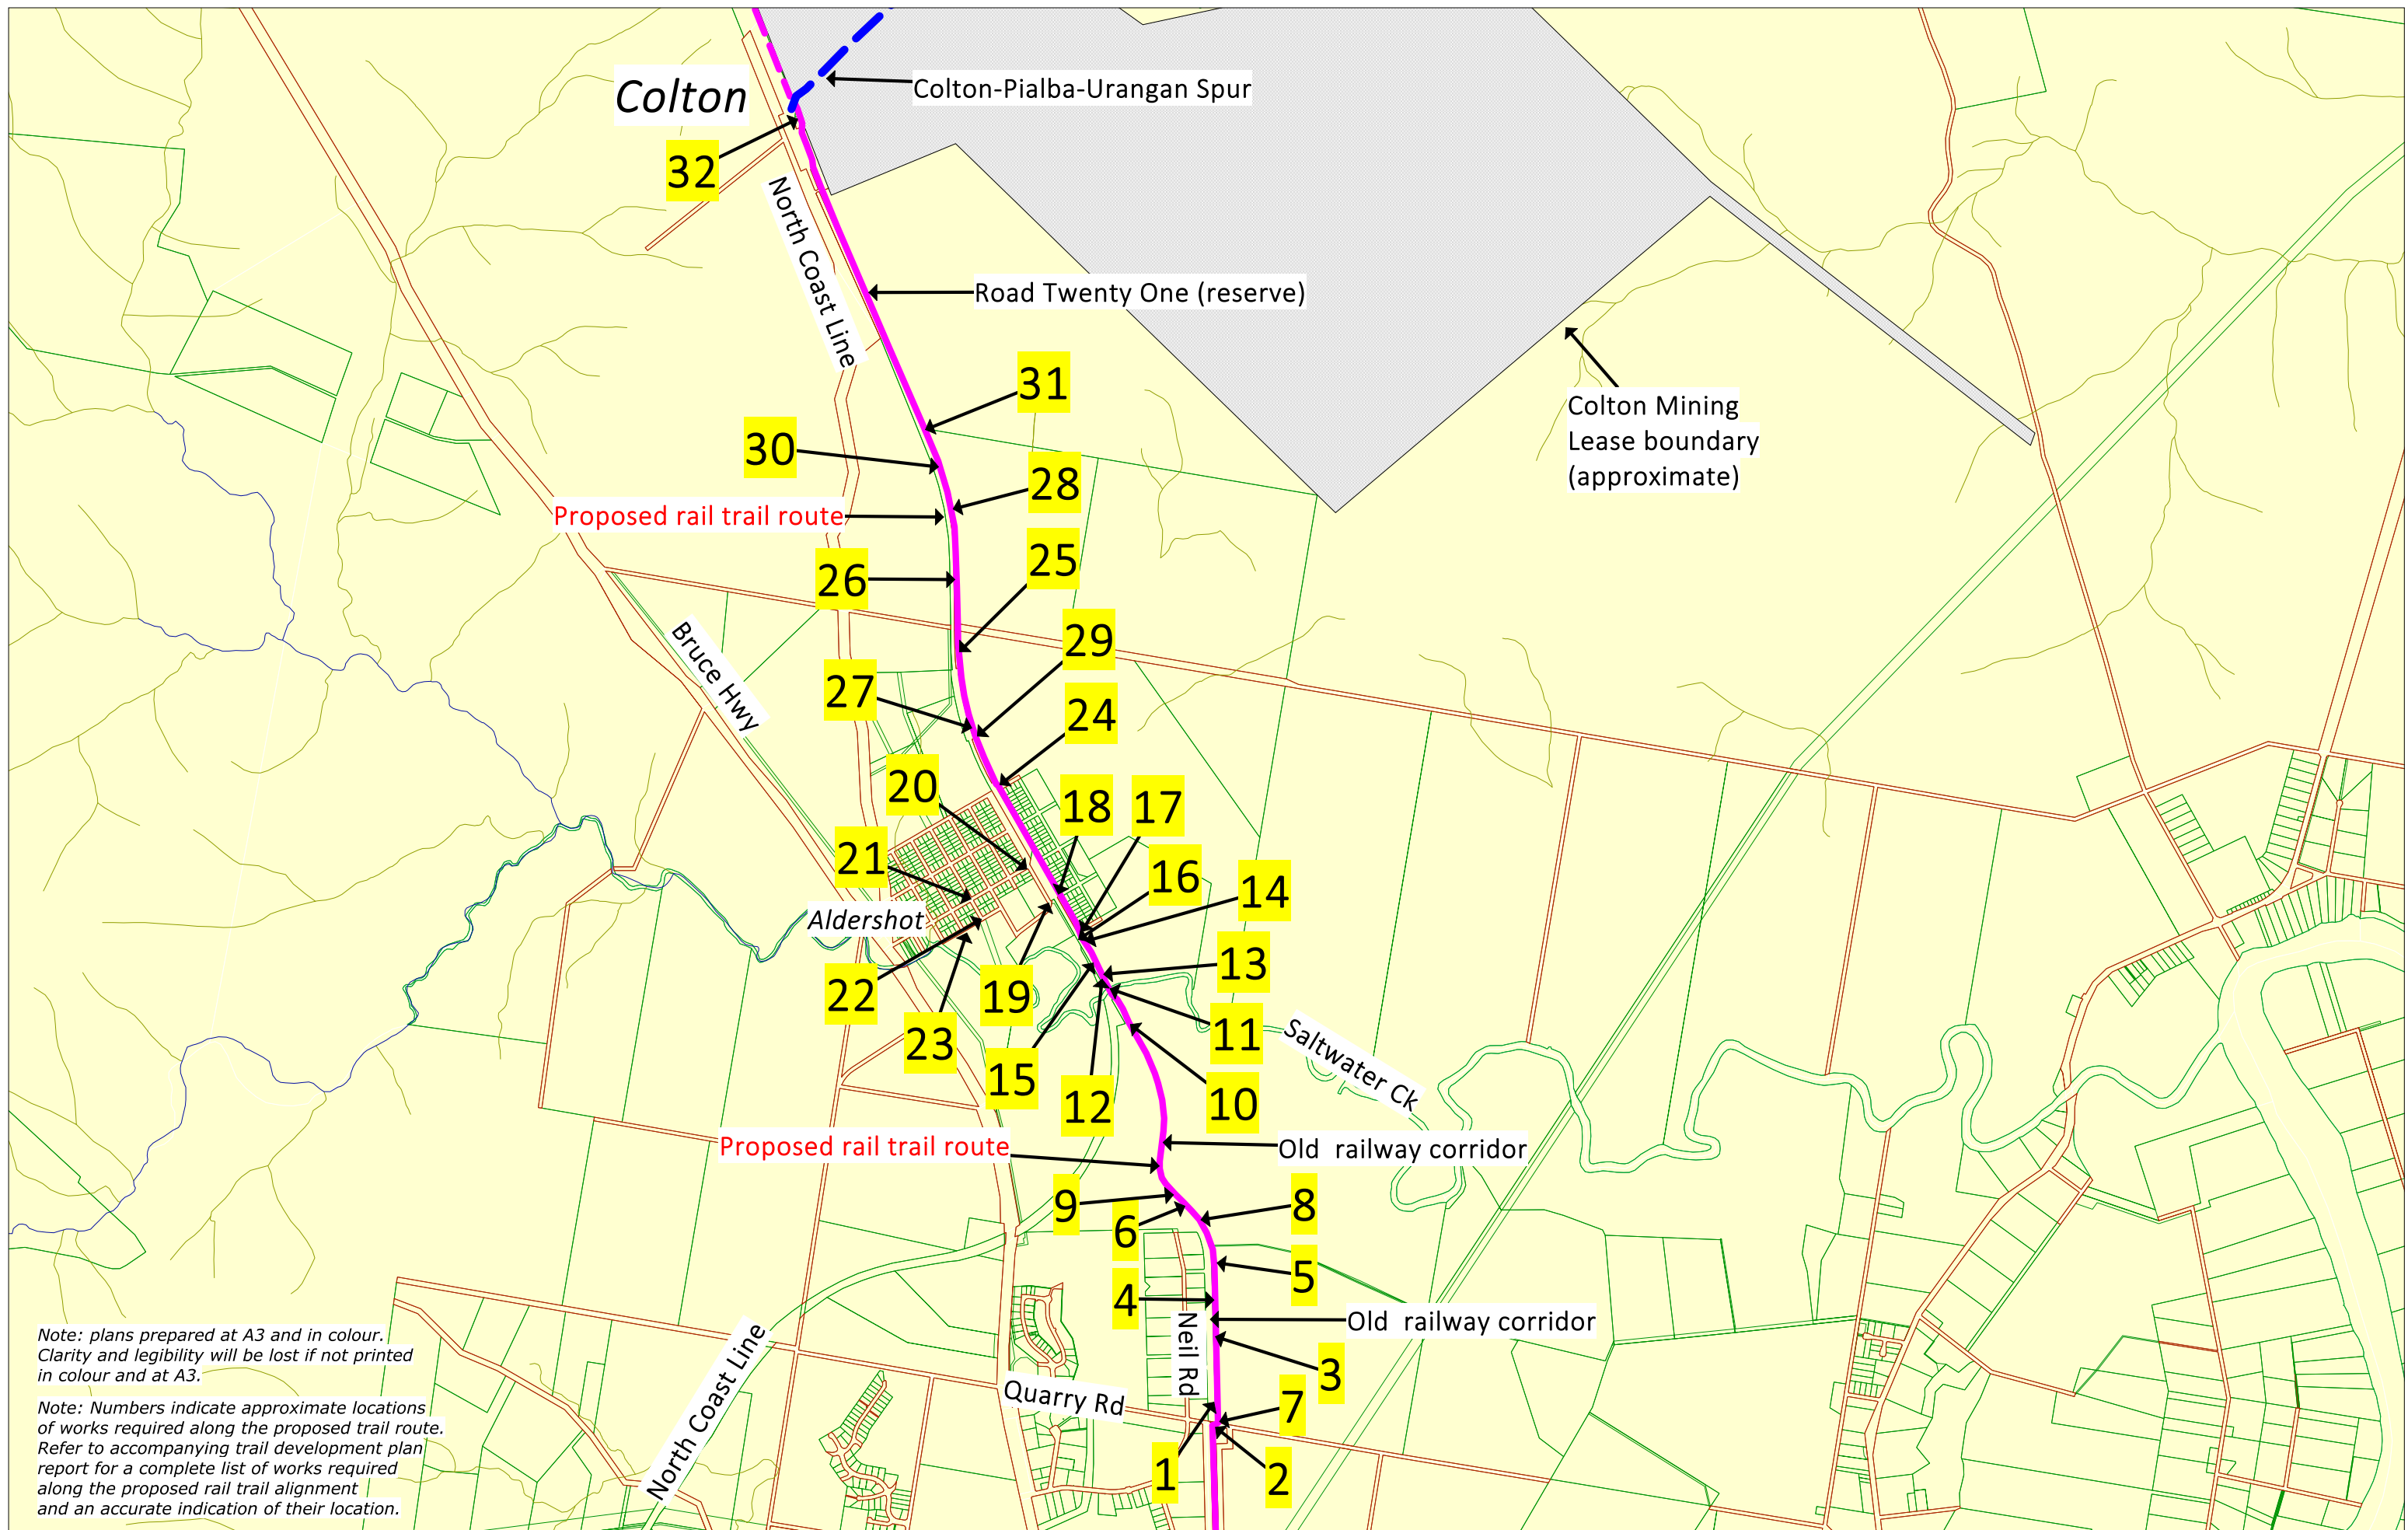 Colton
Colton-Pialba-Urangan Spur
32
North Coast Line
Road Twenty One (reserve)
31
Colton Mining
Lease boundary
(approximate)
30
28
Proposed rail trail route
25
26
29
Bruce Hwy
27
24
20
18
17
21
16
14
Aldershot
13
22
19
23
11
Saltwater Ck
15
12
10
Proposed rail trail route
Old railway corridor
9
8
6
5
4
Old railway corridor
Neil Rd
3
Note: plans prepared at A3 and in colour.
Clarity and legibility will be lost if not printed
in colour and at A3.
North Coast Line
Quarry Rd
7
1
2
Note: Numbers indicate approximate locations
of works required along the proposed trail route.
Refer to accompanying trail development plan
report for a complete list of works required
along the proposed rail trail alignment
and an accurate indication of their location.